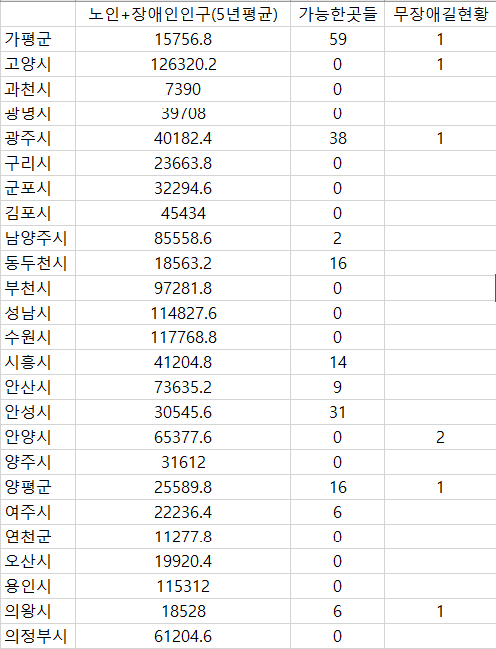 노인+장애인인구(5년평균) 가능한곳들 무장애길현황
가평군 15756.8 59 1
고양시 126320.2 0 1
과천시 7390 0
광명시 39708 0
광주시 40182.4 38 1
구리시 23663.8 0
군포시 32294.6 0
김포시 45434 0
남양주시 85558.6 2
동두천시 18563.2 16
부천시 97281.8 0
성남시 114827.6 0
수원시 117768.8 0
시흥시 41204.8 14
안산시 73635.2 9
안성시 30545.6 31
안양시 65377.6 0 2
양주시 31612 0
양평군 25589.8 16 1
여주시 22236.4 6
연천군 11277.8 0
오산시 19920.4 0
용인시 115312 0
의왕시 18528 6 1
의정부시 61204.6 0